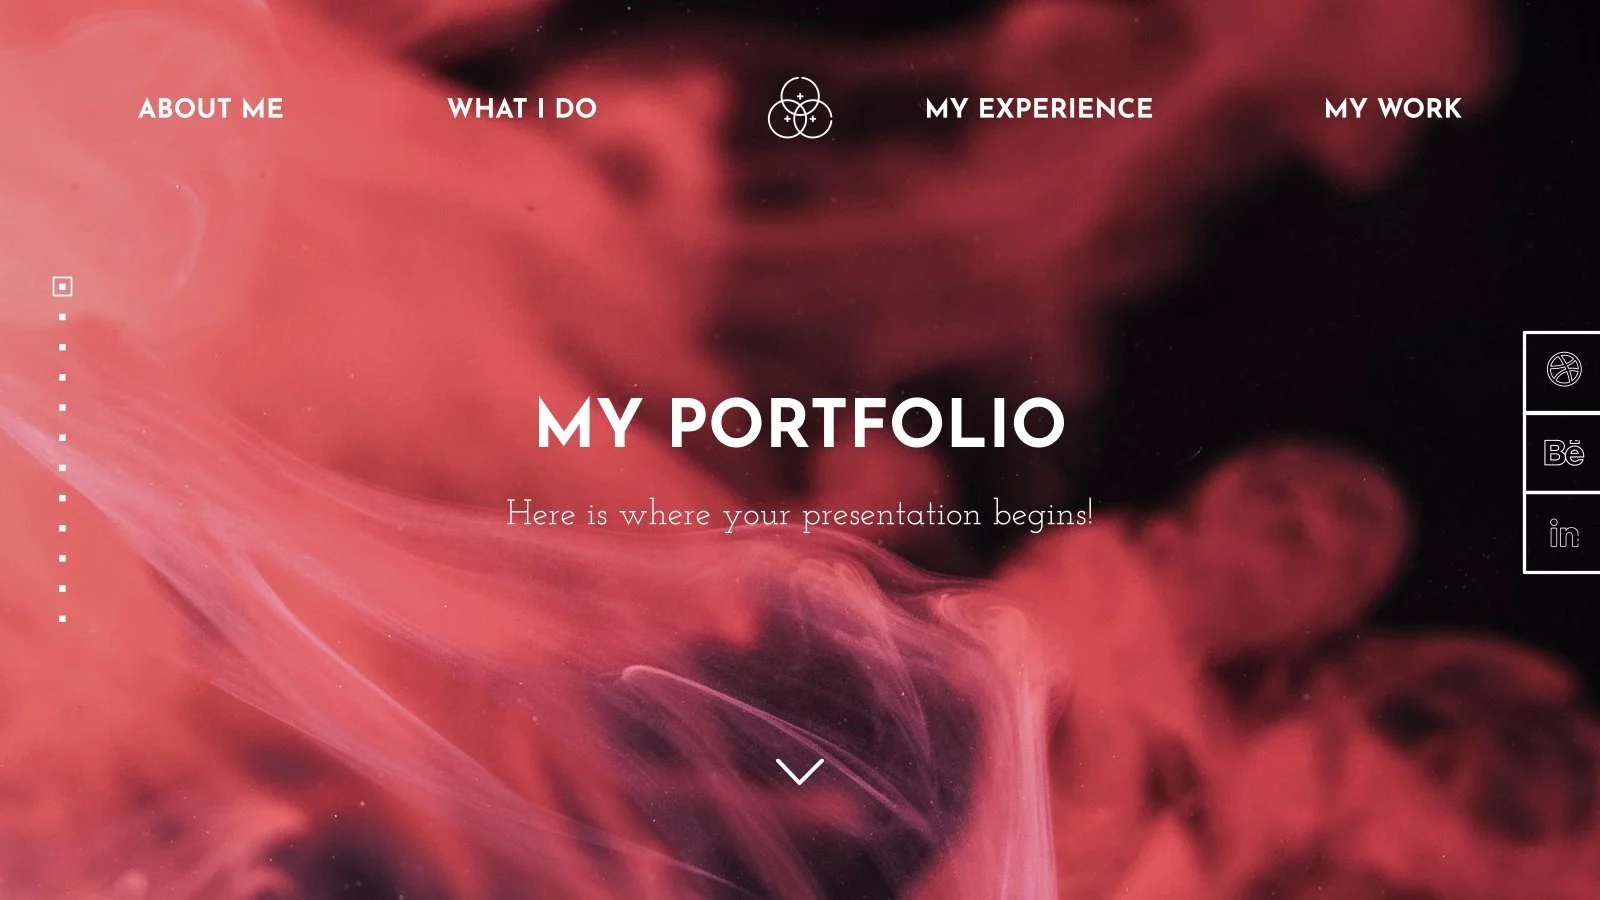 ABOUT ME
WHAT I DO
MY EXPERIENCE
MY WORK
MY PORTFOLIO
Here is where your presentation begins!
Bē
in